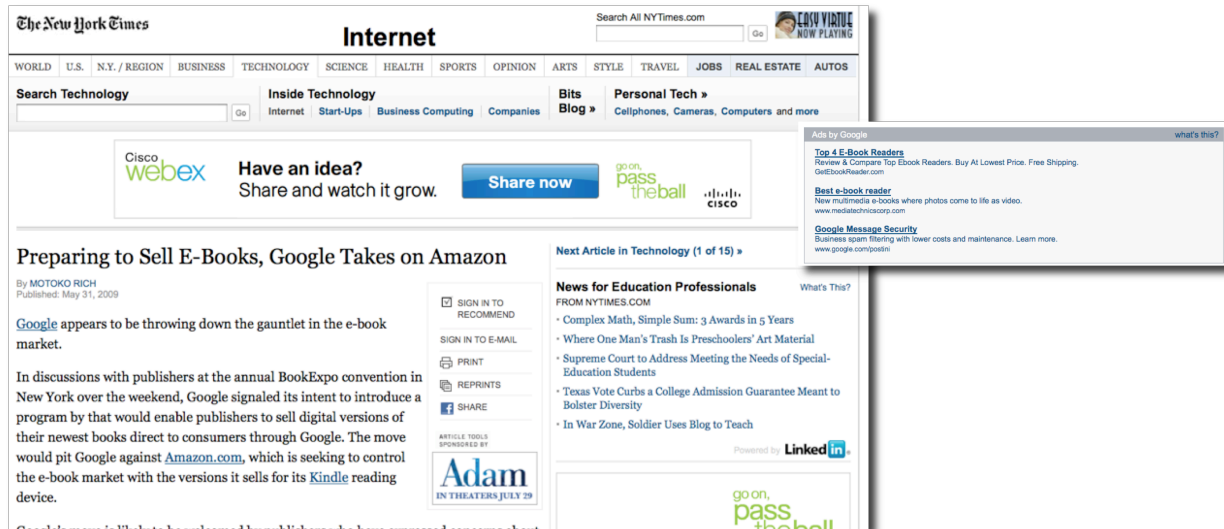 The New York Times
Internet
Search All NYTimes.com
Go
EASY VIRTUE
NOW PLAYING
WORLD U.S. N.Y. / REGION BUSINESS TECHNOLOGY SCIENCE HEALTH SPORTS OPINION ARTS STYLE TRAVEL JOBS REAL ESTATE AUTOS
Search Technology
Go
Inside Technology
Internet Start-Ups Business Computing Companies
Bits
Blog »
Personal Tech »
Cellphones, Cameras, Computers and more
Cisco
webex
Have an idea?
Share and watch it grow.
Share now
go on,
pass
the ball
CISCO
Ads by Google what's this?
Top 4 E-Book Readers
Review & Compare Top Ebook Readers. Buy At Lowest Price. Free Shipping.
GetEbookReader.com
Best e-book reader
New multimedia e-books where photos come to life as video.
www.mediatechnicscorp.com
Google Message Security
Business spam filtering with lower costs and maintenance. Learn more.
www.google.com/postini
Preparing to Sell E-Books, Google Takes on Amazon
By MOTOKO RICH
Published: May 31, 2009
Google appears to be throwing down the gauntlet in the e-book
market.
In discussions with publishers at the annual BookExpo convention in
New York over the weekend, Google signaled its intent to introduce a
program by that would enable publishers to sell digital versions of
their newest books direct to consumers through Google. The move
would pit Google against Amazon.com, which is seeking to control
the e-book market with the versions it sells for its Kindle reading
device.
SIGN IN TO
RECOMMEND
SIGN IN TO E-MAIL
PRINT
REPRINTS
SHARE
ARTICLE TOOLS
SPONSORED BY
Adam
IN THEATERS JULY 29
Next Article in Technology (1 of 15) »
News for Education Professionals What's This?
FROM NYTIMES.COM
• Complex Math, Simple Sum: 3 Awards in 5 Years
• Where One Man's Trash Is Preschoolers' Art Material
• Supreme Court to Address Meeting the Needs of Special-
Education Students
• Texas Vote Curbs a College Admission Guarantee Meant to
Bolster Diversity
• In War Zone, Soldier Uses Blog to Teach
Powered by Linked in
go on,
pass
the ball